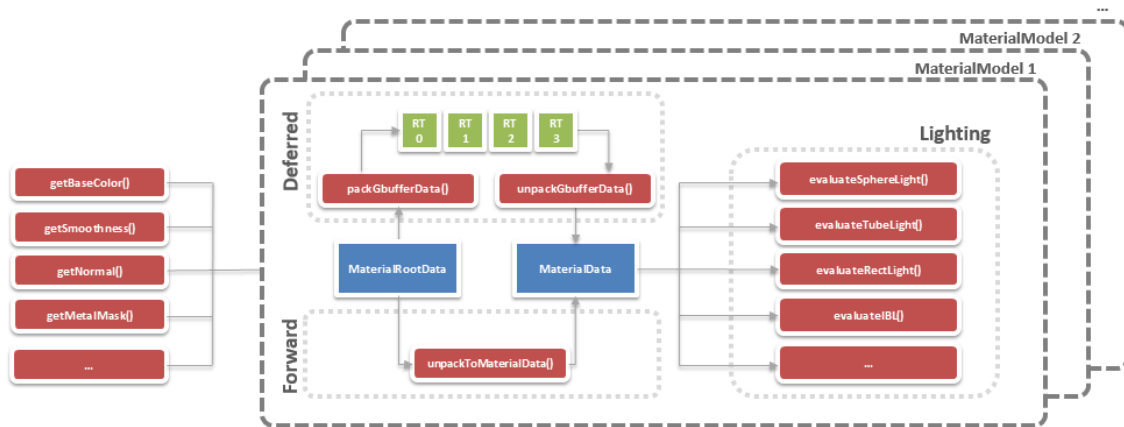 ...
MaterialModel 2
MaterialModel 1
Deferred
RT
0
RT
1
RT
2
RT
3
Lighting
getBaseColor()
packGbufferData()
unpackGbufferData()
evaluateSphereLight()
getSmoothness()
evaluateTubeLight()
getNormal()
MaterialRootData
MaterialData
evaluateRectLight()
getMetalMask()
evaluateIBL()
Forward
...
unpackToMaterialData()
...